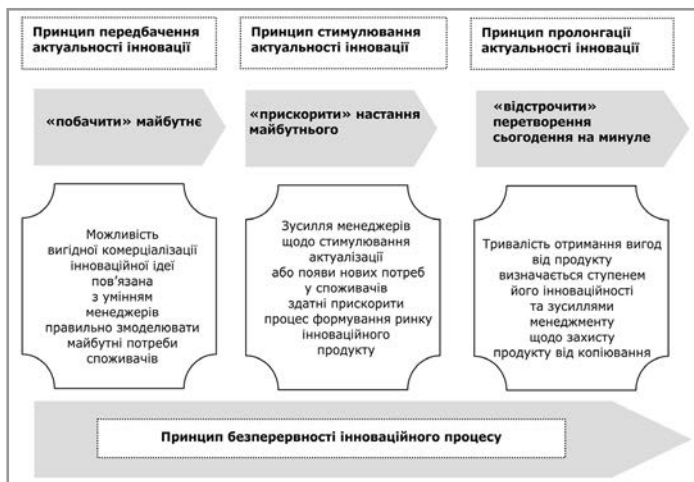 Принцип передбачення
актуальності інновації
Принцип стимулювання
актуальності інновації
Принцип пролонгації
актуальності інновації
«побачити» майбутнє
«прискорити» настання
майбутнього
«відстрочити»
перетворення
сьогодення на минуле
Можливість
вигідної комерціалізації
інноваційної ідеї
пов’язана
з умінням
менеджерів
правильно змоделювати
майбутні потреби
споживачів
Зусилля менеджерів
щодо стимулювання
актуалізації
або появи нових потреб
у споживачів
здатні прискорити
процес формування ринку
інноваційного
продукту
Тривалість отримання вигод
від продукту
визначається ступенем
його інноваційності
та зусиллями
менеджменту
щодо захисту
продукту від копіювання
Принцип безперервності інноваційного процесу